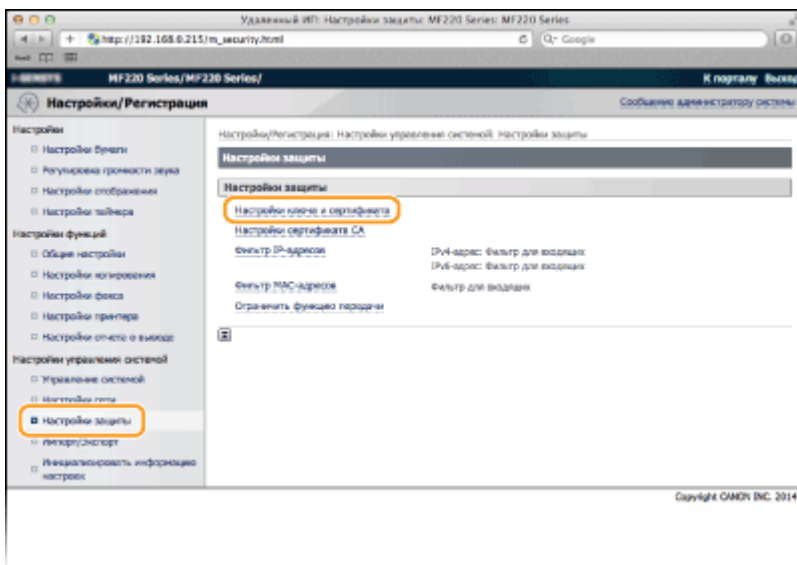 Удаленный ИП: Настройки защиты: MF220 Series: MF220 Series
http://192.168.0.215/m_security.html
Google
MF220 Series/MF220 Series/
К порталу Выход
Настройки/Регистрация
Сообщение администратору системы
Настройки
Настройки бумаги
Регулировка громкости звука
Настройки отображения
Настройки таймера
Настройки функций
Общие настройки
Настройки копирования
Настройки факса
Настройки принтера
Настройки отчета о выводе
Настройки управления системой
Управление системой
Настройки сети
Настройки защиты
Импорт/Экспорт
Инициализировать информацию
настроек
Настройки/Регистрация: Настройки управления системой: Настройки защиты
Настройки защиты
Настройки защиты
Настройки ключа и сертификата
Настройки сертификата CA
Фильтр IP-адресов
IPv4-адрес: Фильтр для входящих
IPv6-адрес: Фильтр для входящих
Фильтр MAC-адресов
Фильтр для входящих
Ограничить функцию передачи
Copyright CANON INC. 2014